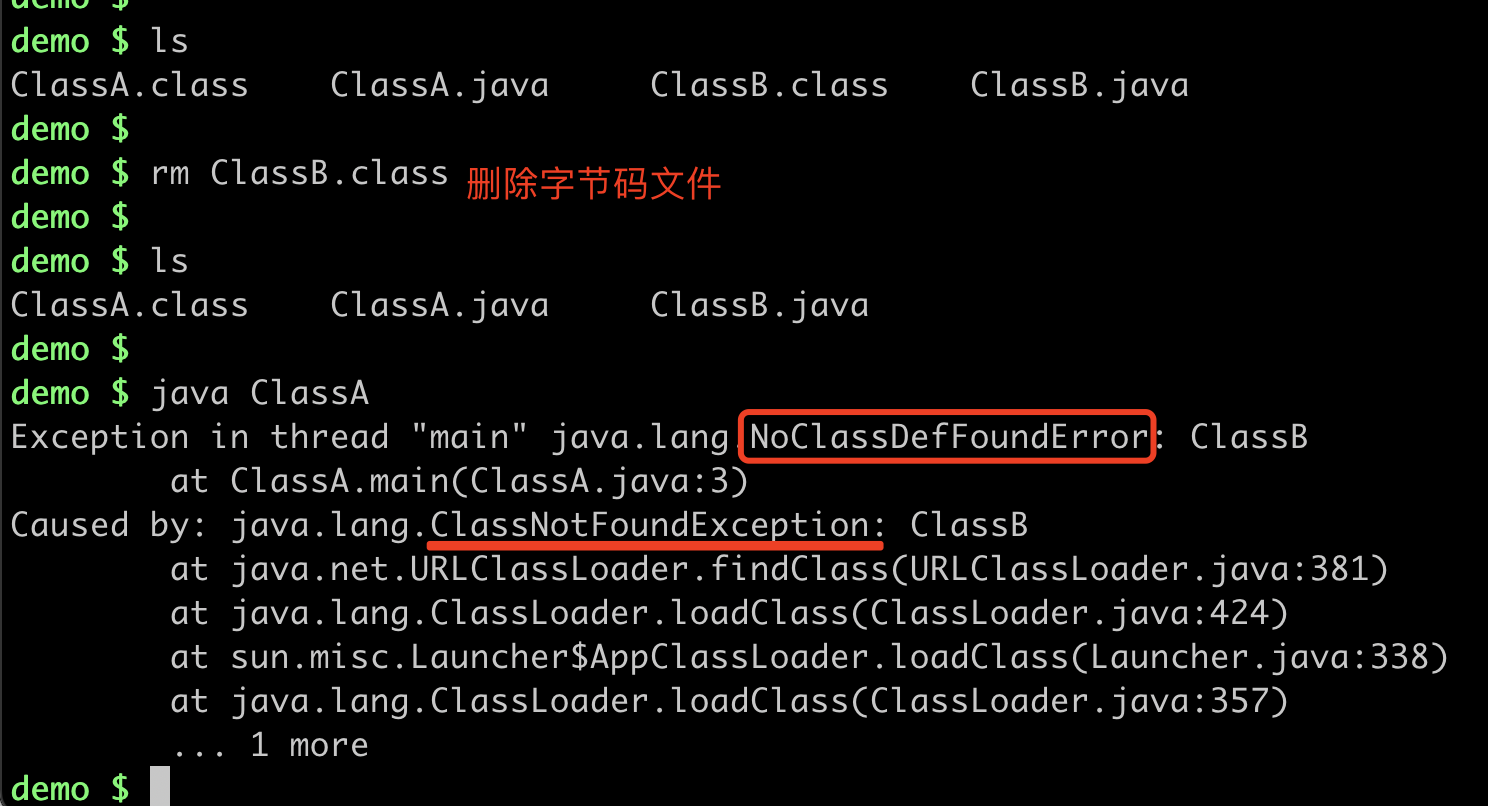 demo $
demo $ ls
ClassA.class    ClassA.java     ClassB.class    ClassB.java
demo $
demo $ rm ClassB.class 删除字节码文件
demo $
demo $ ls
ClassA.class    ClassA.java     ClassB.java
demo $
demo $ java ClassA
Exception in thread "main" java.lang.NoClassDefFoundError: ClassB
        at ClassA.main(ClassA.java:3)
Caused by: java.lang.ClassNotFoundException: ClassB
        at java.net.URLClassLoader.findClass(URLClassLoader.java:381)
        at java.lang.ClassLoader.loadClass(ClassLoader.java:424)
        at sun.misc.Launcher$AppClassLoader.loadClass(Launcher.java:338)
        at java.lang.ClassLoader.loadClass(ClassLoader.java:357)
        ... 1 more
demo $